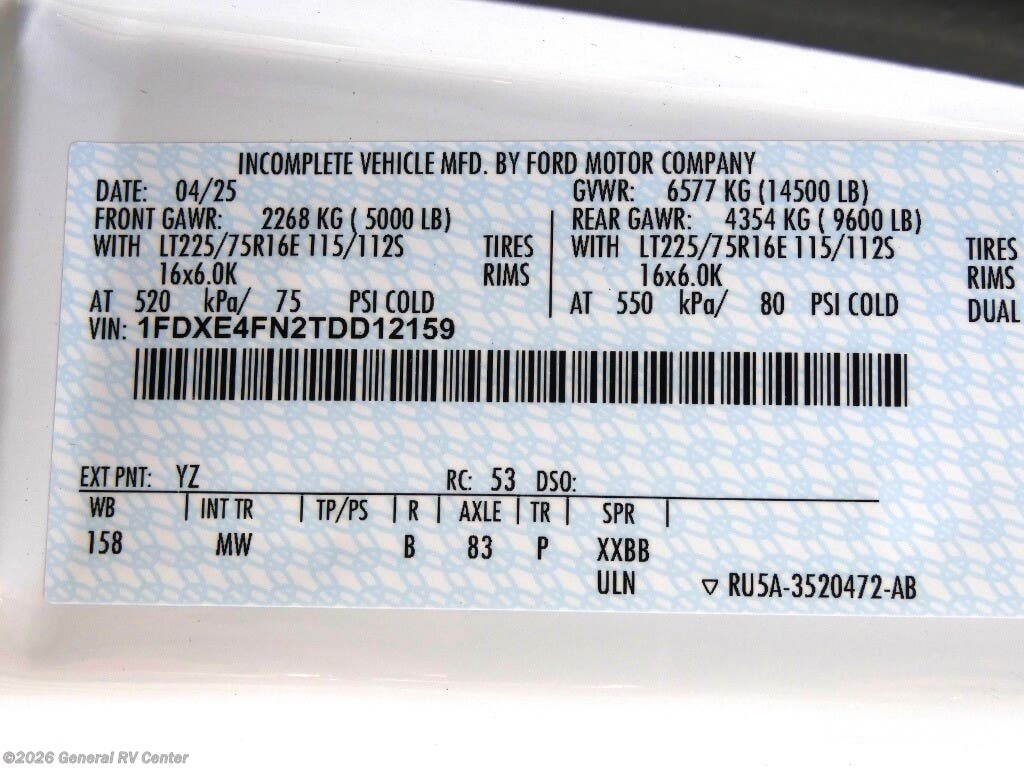 INCOMPLETE VEHICLE MFD. BY FORD MOTOR COMPANY
DATE: 04/25 GVWR: 6577 KG (14500 LB)
FRONT GAWR: 2268 KG ( 5000 LB) REAR GAWR: 4354 KG ( 9600 LB)
WITH LT225/75R16E 115/112S TIRES WITH LT225/75R16E 115/112S TIRES
16x6.0K RIMS 16x6.0K RIMS
AT 520 kPa/ 75 PSI COLD AT 550 kPa/ 80 PSI COLD DUAL
VIN: 1FDXE4FN2TDD12159
EXT PNT: YZ RC: 53 DSO:
WB | INT TR | TP/PS | R | AXLE | TR | SPR |
158 MW B 83 P XXBB
ULN ▽ RU5A-3520472-AB
©2026 General RV Center